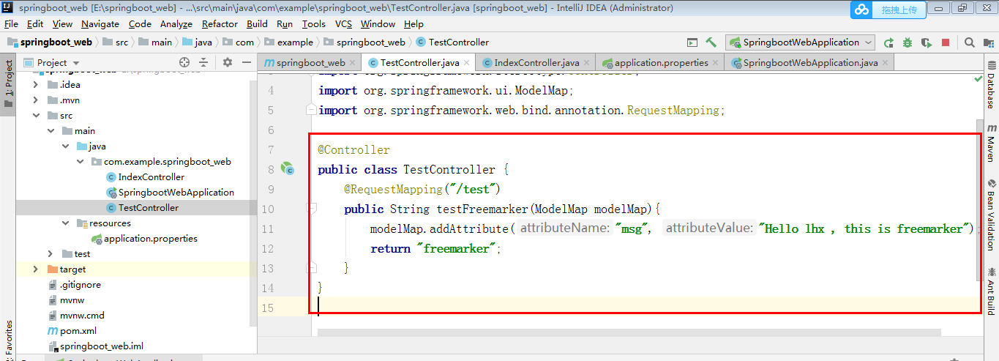 springboot_web [E:\springboot_web] - ...\src\main\java\com\example\springboot_web\TestController.java [springboot_web] - IntelliJ IDEA (Administrator)
拖拽上传
File Edit View Navigate Code Analyze Refactor Build Run Tools VCS Window Help
springboot_web src main java com example springboot_web TestController
SpringbootWebApplication
Project
springboot_web TestController.java IndexController.java application.properties SpringbootWebApplication.java
1: Project
.idea
.mvn
src
main
java
com.example.springboot_web
IndexController
SpringbootWebApplication
TestController
resources
application.properties
test
target
.gitignore
mvnw
mvnw.cmd
pom.xml
springboot_web.iml
Favorites
4 import org.springframework.ui.ModelMap;
5 import org.springframework.web.bind.annotation.RequestMapping;
6
7 @Controller
8 public class TestController {
9 @RequestMapping("/test")
10 public String testFreemarker(ModelMap modelMap){
11 modelMap.addAttribute( attributeName: "msg", attributeValue: "Hello lhx , this is freemarker");
12 return "freemarker";
13 }
14 }
15
Database
Maven
Bean Validation
Ant Build